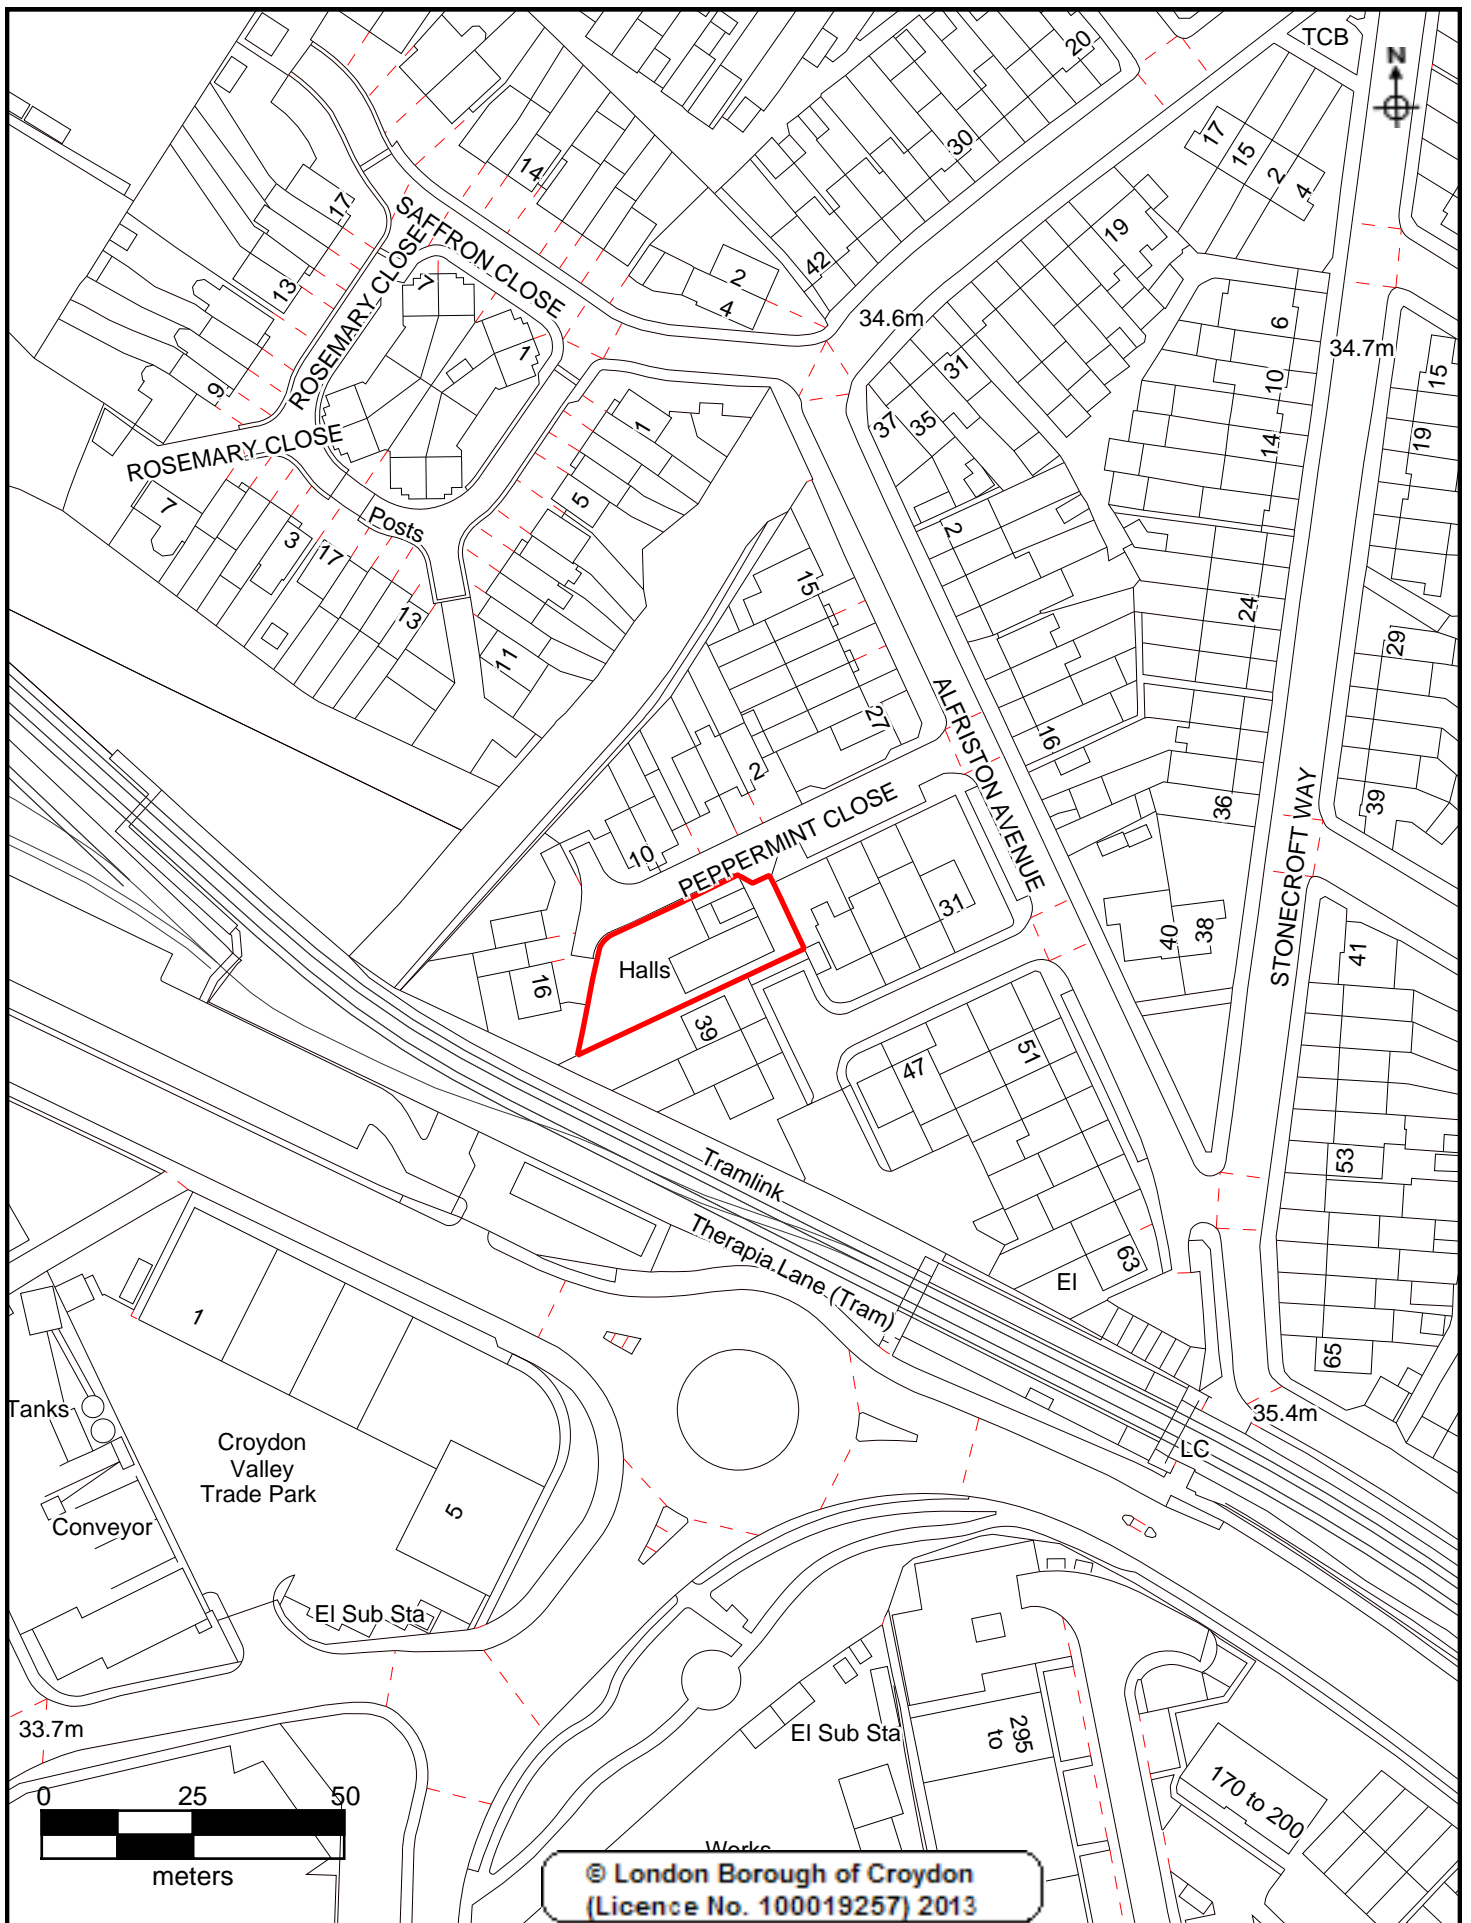 TCB
N
20
17
15
2
4
30
14
17
SAFFRON CLOSE
19
42
2
4
ROSEMARY CLOSE
13
7
34.6m
6
34.7m
1
31
10
15
9
37
35
1
14
19
ROSEMARY CLOSE
7
5
Posts
2
3
17
15
24
13
29
11
ALFRISTON AVENUE
27
16
2
36
39
STONECROFT WAY
PEPPERMINT CLOSE
10
31
40
38
41
Halls
16
39
51
47
Tramlink
53
Therapia Lane (Tram)
63
El
1
65
Tanks
35.4m
Croydon
Valley
Trade Park
LC
5
Conveyor
El Sub Sta
33.7m
El Sub Sta
295
to
170 to 200
0
25
50
meters
Works
© London Borough of Croydon
(Licence No. 100019257) 2013